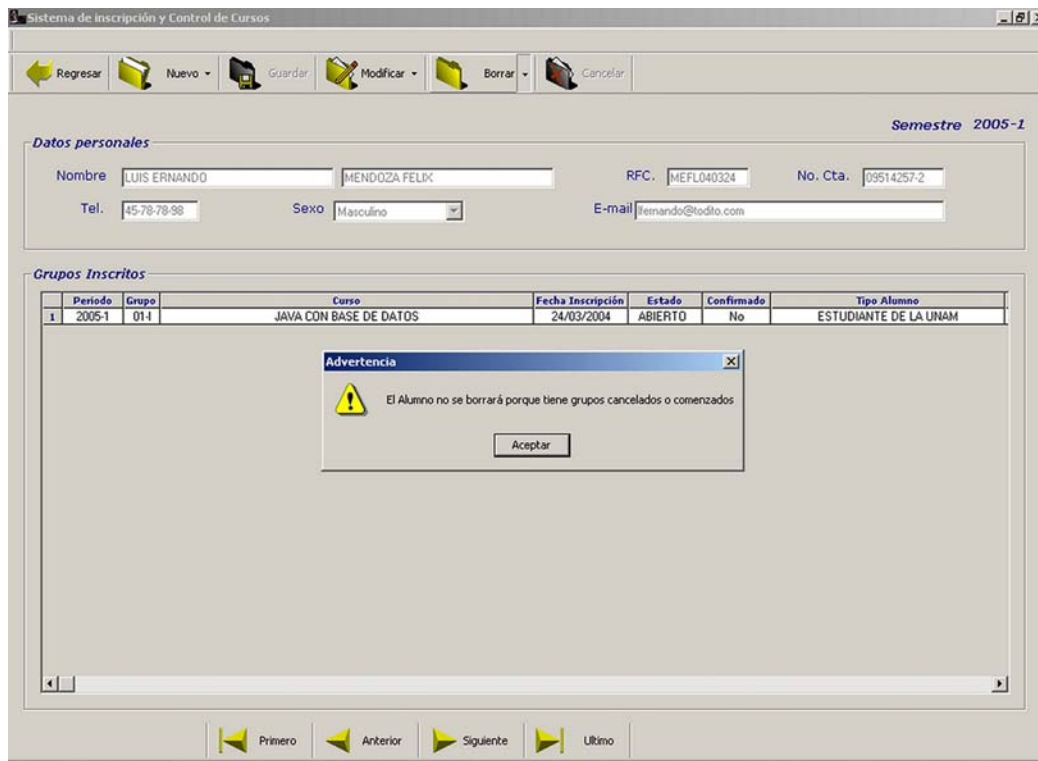 Sistema de inscripción y Control de Cursos
Regresar Nuevo Guardar Modificar Borrar Cancelar
Semestre 2005-1
Datos personales
Nombre LUIS ERNANDO MENDOZA FELIX RFC. MEFL040324 No. Cta. 09514257-2
Tel. 45-78-78-98 Sexo Masculino E-mail lfernando@todito.com
Grupos Inscritos
Periodo Grupo Curso Fecha Inscripción Estado Confirmado Tipo Alumno
1 2005-1 01-I JAVA CON BASE DE DATOS 24/03/2004 ABIERTO No ESTUDIANTE DE LA UNAM
Advertencia
El Alumno no se borrará porque tiene grupos cancelados o comenzados
Aceptar
Primero Anterior Siguiente Ultimo